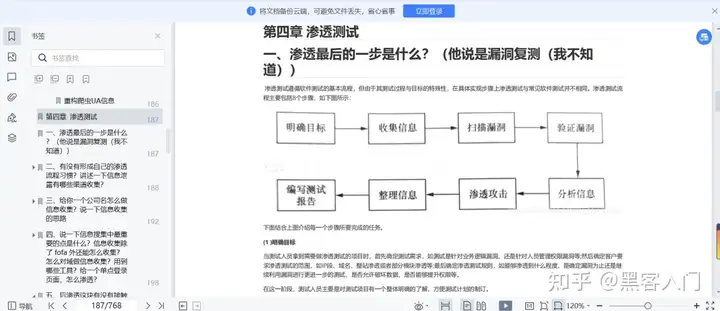 将文档备份云端，可避免文件丢失，省心省事
立即登录
书签
书签查找
重构爬虫UA信息 186
第四章 渗透测试 187
一、渗透最后的一步是什么
？（他说是漏洞复测（我不知
道）） 187
二、有没有形成自己的渗透
流程习惯？讲述一下信息泄
露有哪些渠道收集？ 188
三、给你一个公司名怎么做
信息收集？说一下信息收集
的思路 192
四、说一下信息搜集中最重
要的点是什么？信息收集除
了 fofa 外还能怎么收集？
怎么对域做信息收集？用到
哪些工具？给一个单点登录
页面，怎么渗透？
五、后渗透这块有没有接触
第四章 渗透测试
一、渗透最后的一步是什么？（他说是漏洞复测（我不知
道））
渗透测试遵循软件测试的基本流程，但由于其测试过程与目标的特殊性，在具体实现步骤上渗透测试与常见软件测试并不相同。渗透测试流
程主要包括8个步骤，如下图所示：
明确目标
收集信息
扫描漏洞
验证漏洞
编写测试
报告
整理信息
渗透攻击
分析信息
下面结合上图介绍每一个步骤所要完成的任务。
(1)明确目标
当测试人员拿到需要做渗透测试的项目时，首先确定测试需求，如测试是针对业务逻辑漏洞，还是针对人员管理权限漏洞等;然后确定客户要
求渗透测试的范围，如IP段、域名、整站渗透或者部分模块渗透等;最后确定渗透测试规则，如能够渗透到什么程度，是确定漏洞为止还是继
续利用漏洞进行更进一步的测试，是否允许破坏数据、是否能够提升权限等。
在这一阶段，测试人员主要是对测试项目有一个整体明确的了解，方便测试计划的制订。
知乎 @黑客入门
导航
187/768
120%